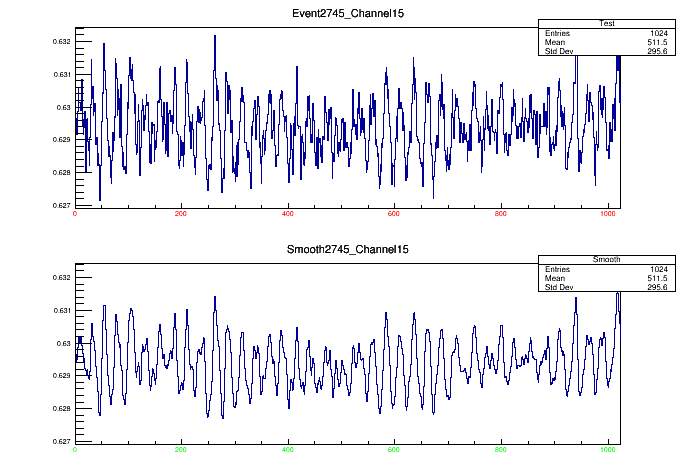 Event2745_Channel15
Test
Entries 1024
Mean 511.5
Std Dev 295.6
0.632
0.631
0.63
0.629
0.628
0.627
0 200 400 600 800 1000
Smooth2745_Channel15
Smooth
Entries 1024
Mean 511.5
Std Dev 295.6
0.632
0.631
0.63
0.629
0.628
0.627
0 200 400 600 800 1000